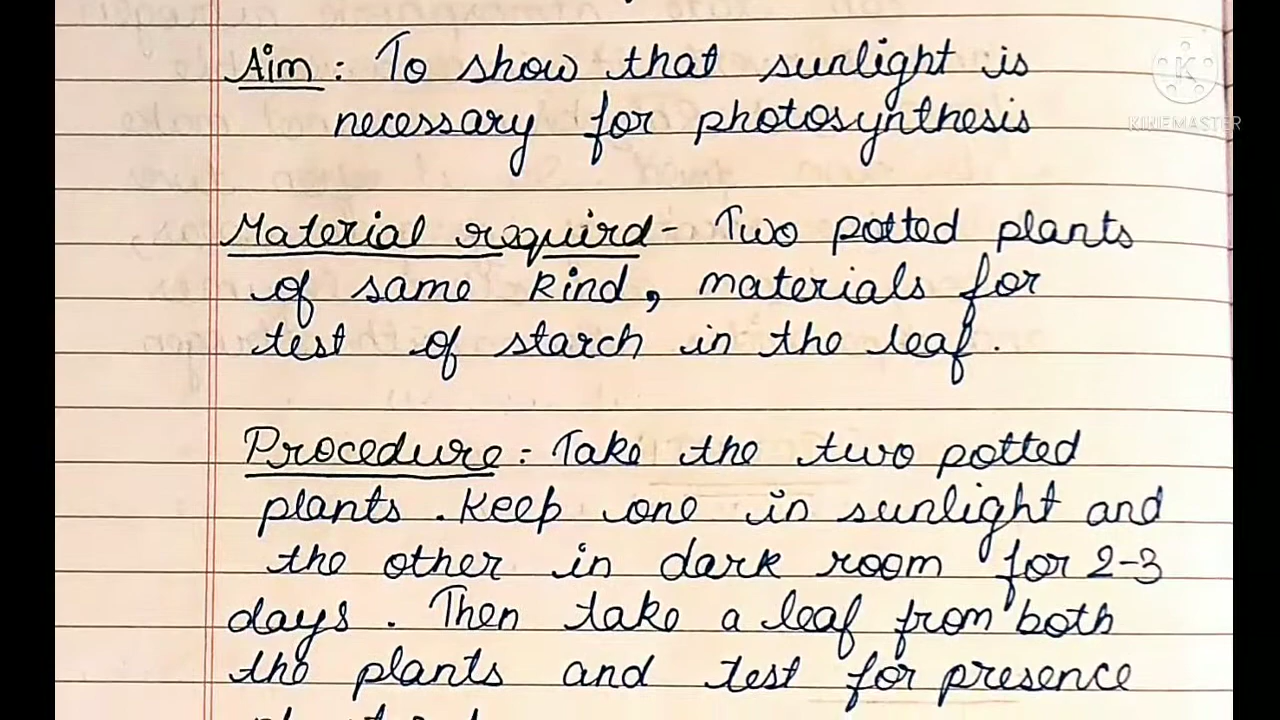 Aim : To show that sunlight is
necessary for photosynthesis
Material requird - Two potted plants
of same kind, materials for
test of starch in the leaf.
Procedure : Take the two potted
plants . Keep one in sunlight and
the other in dark room for 2-3
days . Then take a leaf from both
the plants and test for presence
K
KINEMASTER